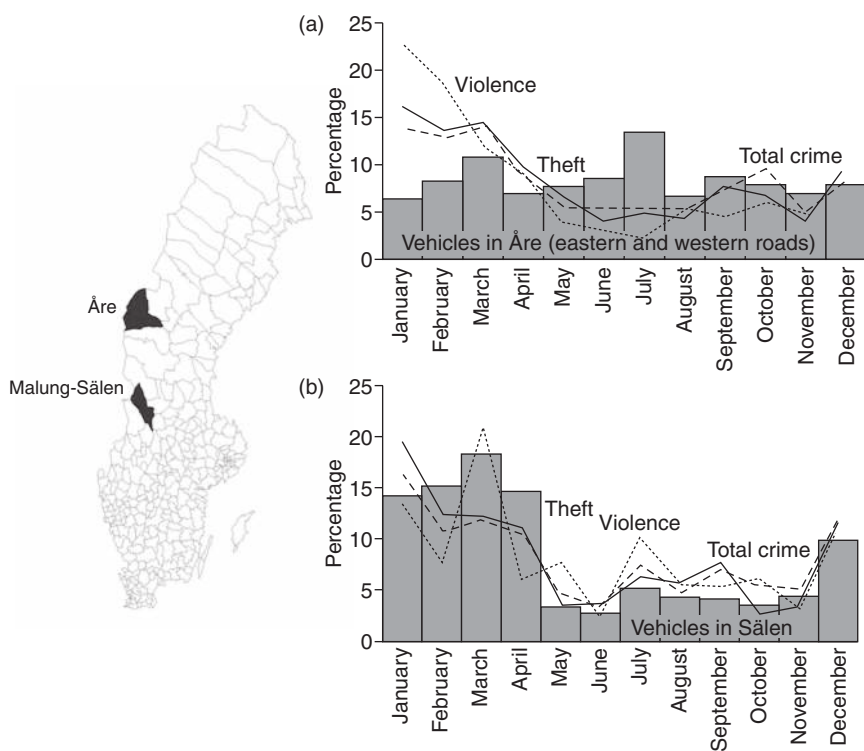 Åre
Malung-Sälen
(a)
Percentage
25
20
15
10
5
0
Violence
Theft
Total crime
Vehicles in Åre (eastern and western roads)
January
February
March
April
May
June
July
August
September
October
November
December
(b)
Percentage
25
20
15
10
5
0
Theft
Violence
Total crime
Vehicles in Sälen
January
February
March
April
May
June
July
August
September
October
November
December